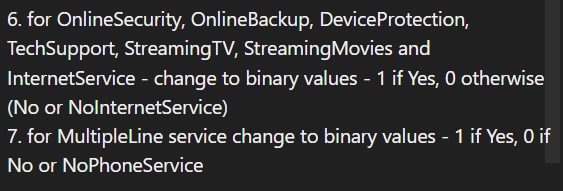 6. for OnlineSecurity, OnlineBackup, DeviceProtection,
TechSupport, StreamingTV, StreamingMovies and
InternetService - change to binary values - 1 if Yes, 0 otherwise
(No or NoInternetService)
7. for MultipleLine service change to binary values - 1 if Yes, 0 if
No or NoPhoneService